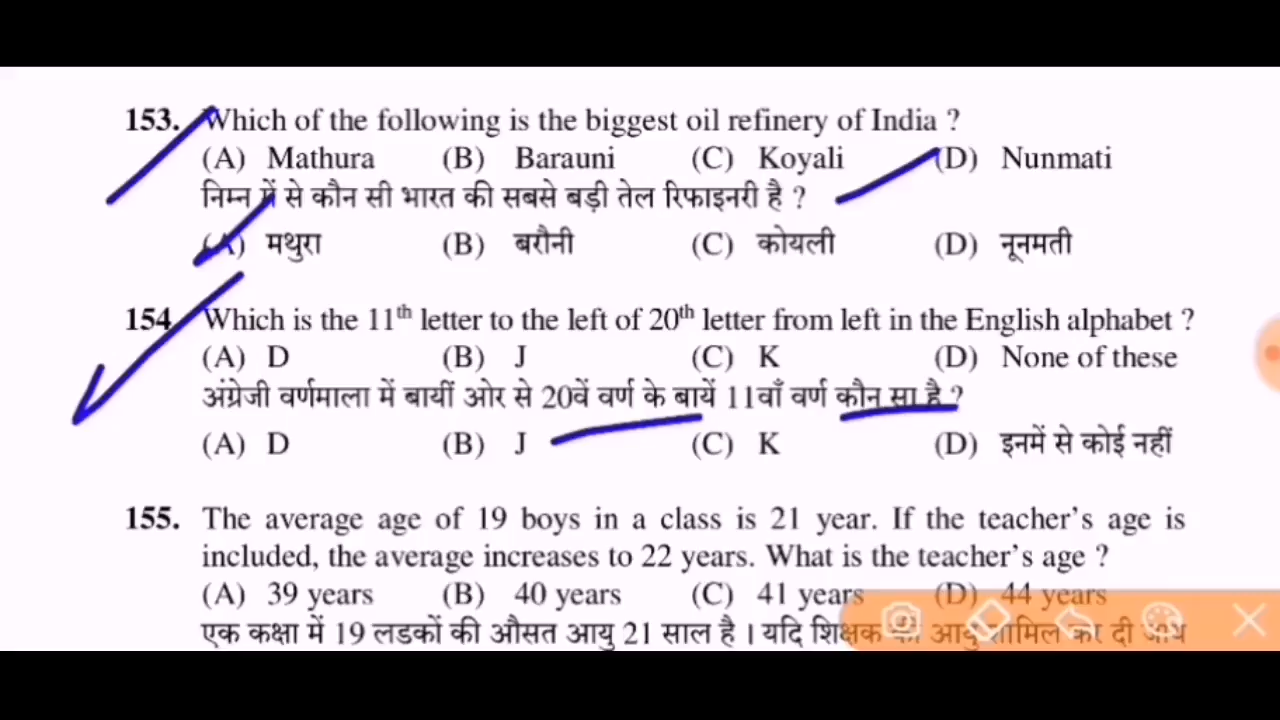 153. Which of the following is the biggest oil refinery of India ?
(A) Mathura (B) Barauni (C) Koyali (D) Nunmati
निम्न में से कौन सी भारत की सबसे बड़ी तेल रिफाइनरी है ?
(A) मथुरा (B) बरौनी (C) कोयली (D) नूनमती
154. Which is the 11th letter to the left of 20th letter from left in the English alphabet ?
(A) D (B) J (C) K (D) None of these
अंग्रेजी वर्णमाला में बायीं ओर से 20वें वर्ण के बायें 11वाँ वर्ण कौन सा है ?
(A) D (B) J (C) K (D) इनमें से कोई नहीं
155. The average age of 19 boys in a class is 21 year. If the teacher's age is
included, the average increases to 22 years. What is the teacher's age ?
(A) 39 years (B) 40 years (C) 41 years (D) 44 years
एक कक्षा में 19 लडकों की औसत आयु 21 साल है । यदि शिक्षक की आयु शामिल कर दी जाय